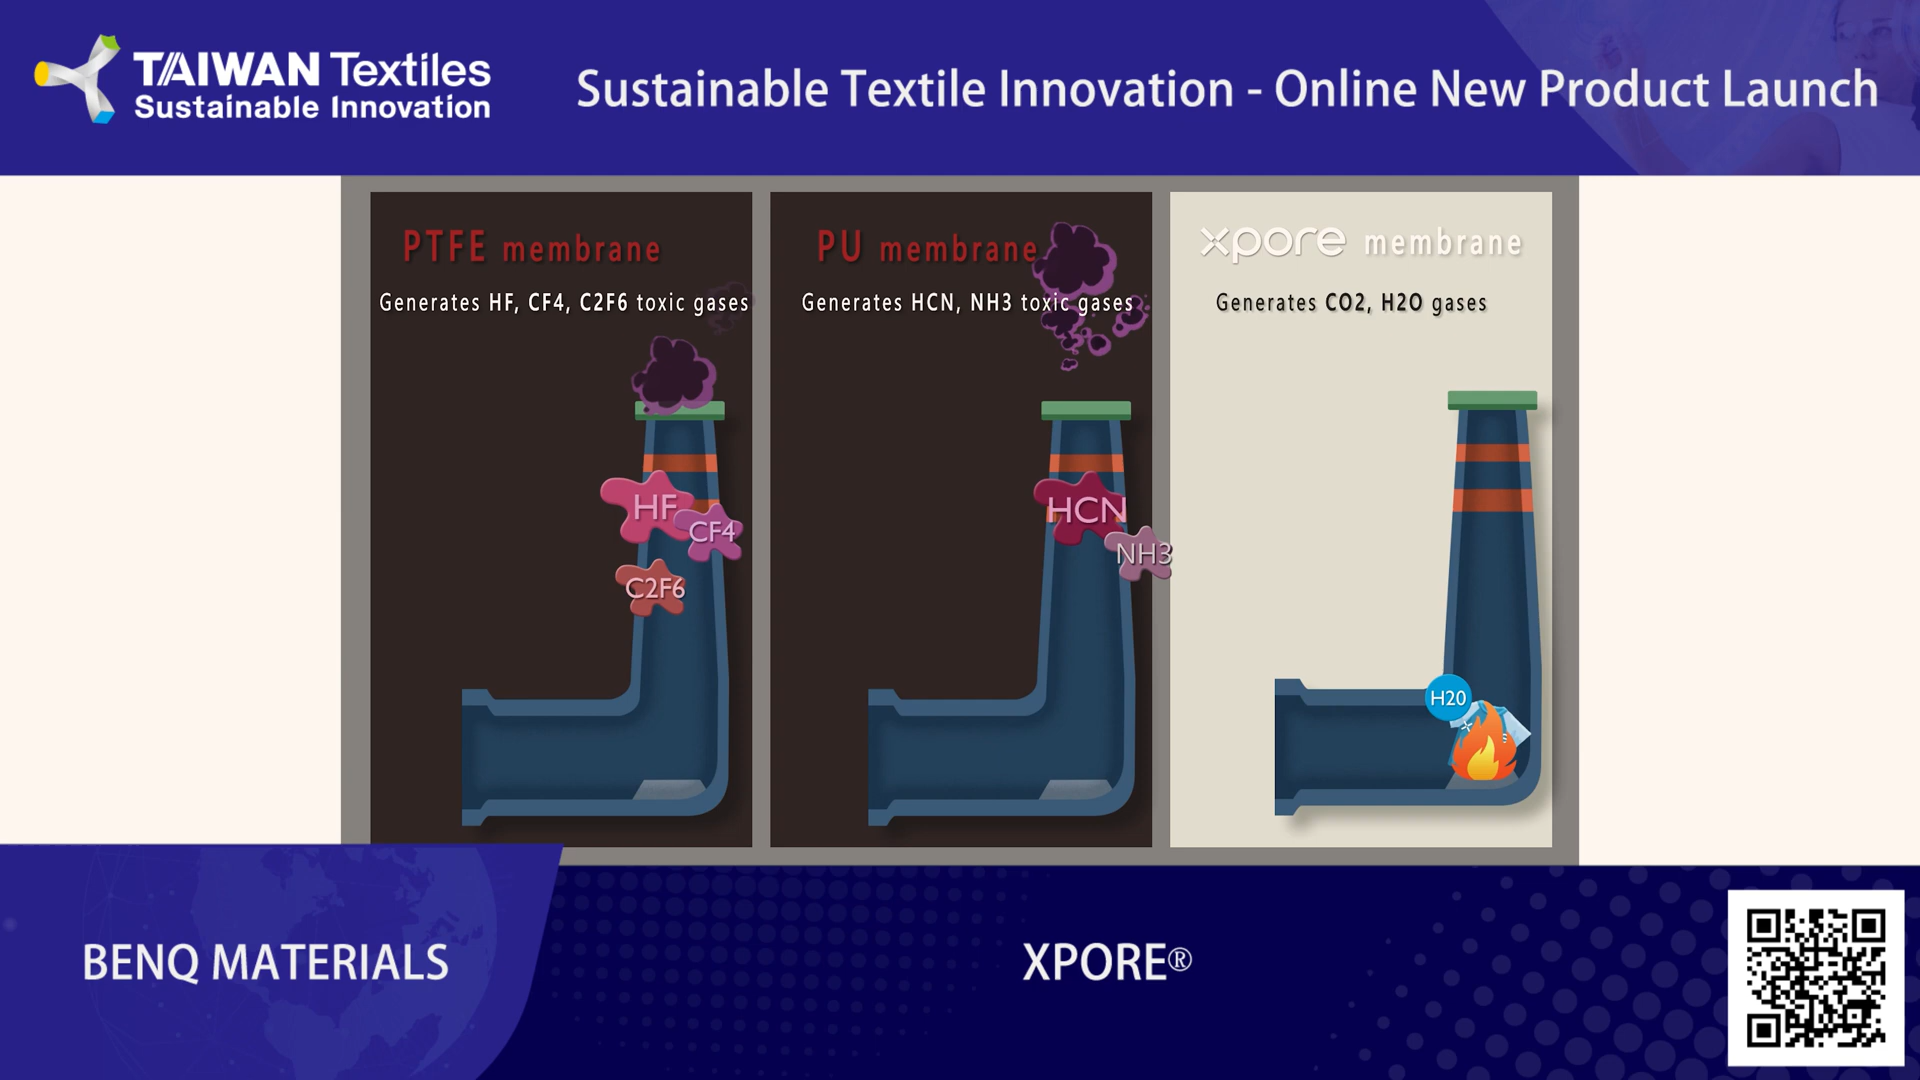 TAIWAN Textiles
Sustainable Innovation
Sustainable Textile Innovation - Online New Product Launch
PTFE membrane
Generates HF, CF4, C2F6 toxic gases
HF
CF4
C2F6
PU membrane
Generates HCN, NH3 toxic gases
HCN
NH3
xpore membrane
Generates CO2, H2O gases
H20
BENQ MATERIALS
XPORE®